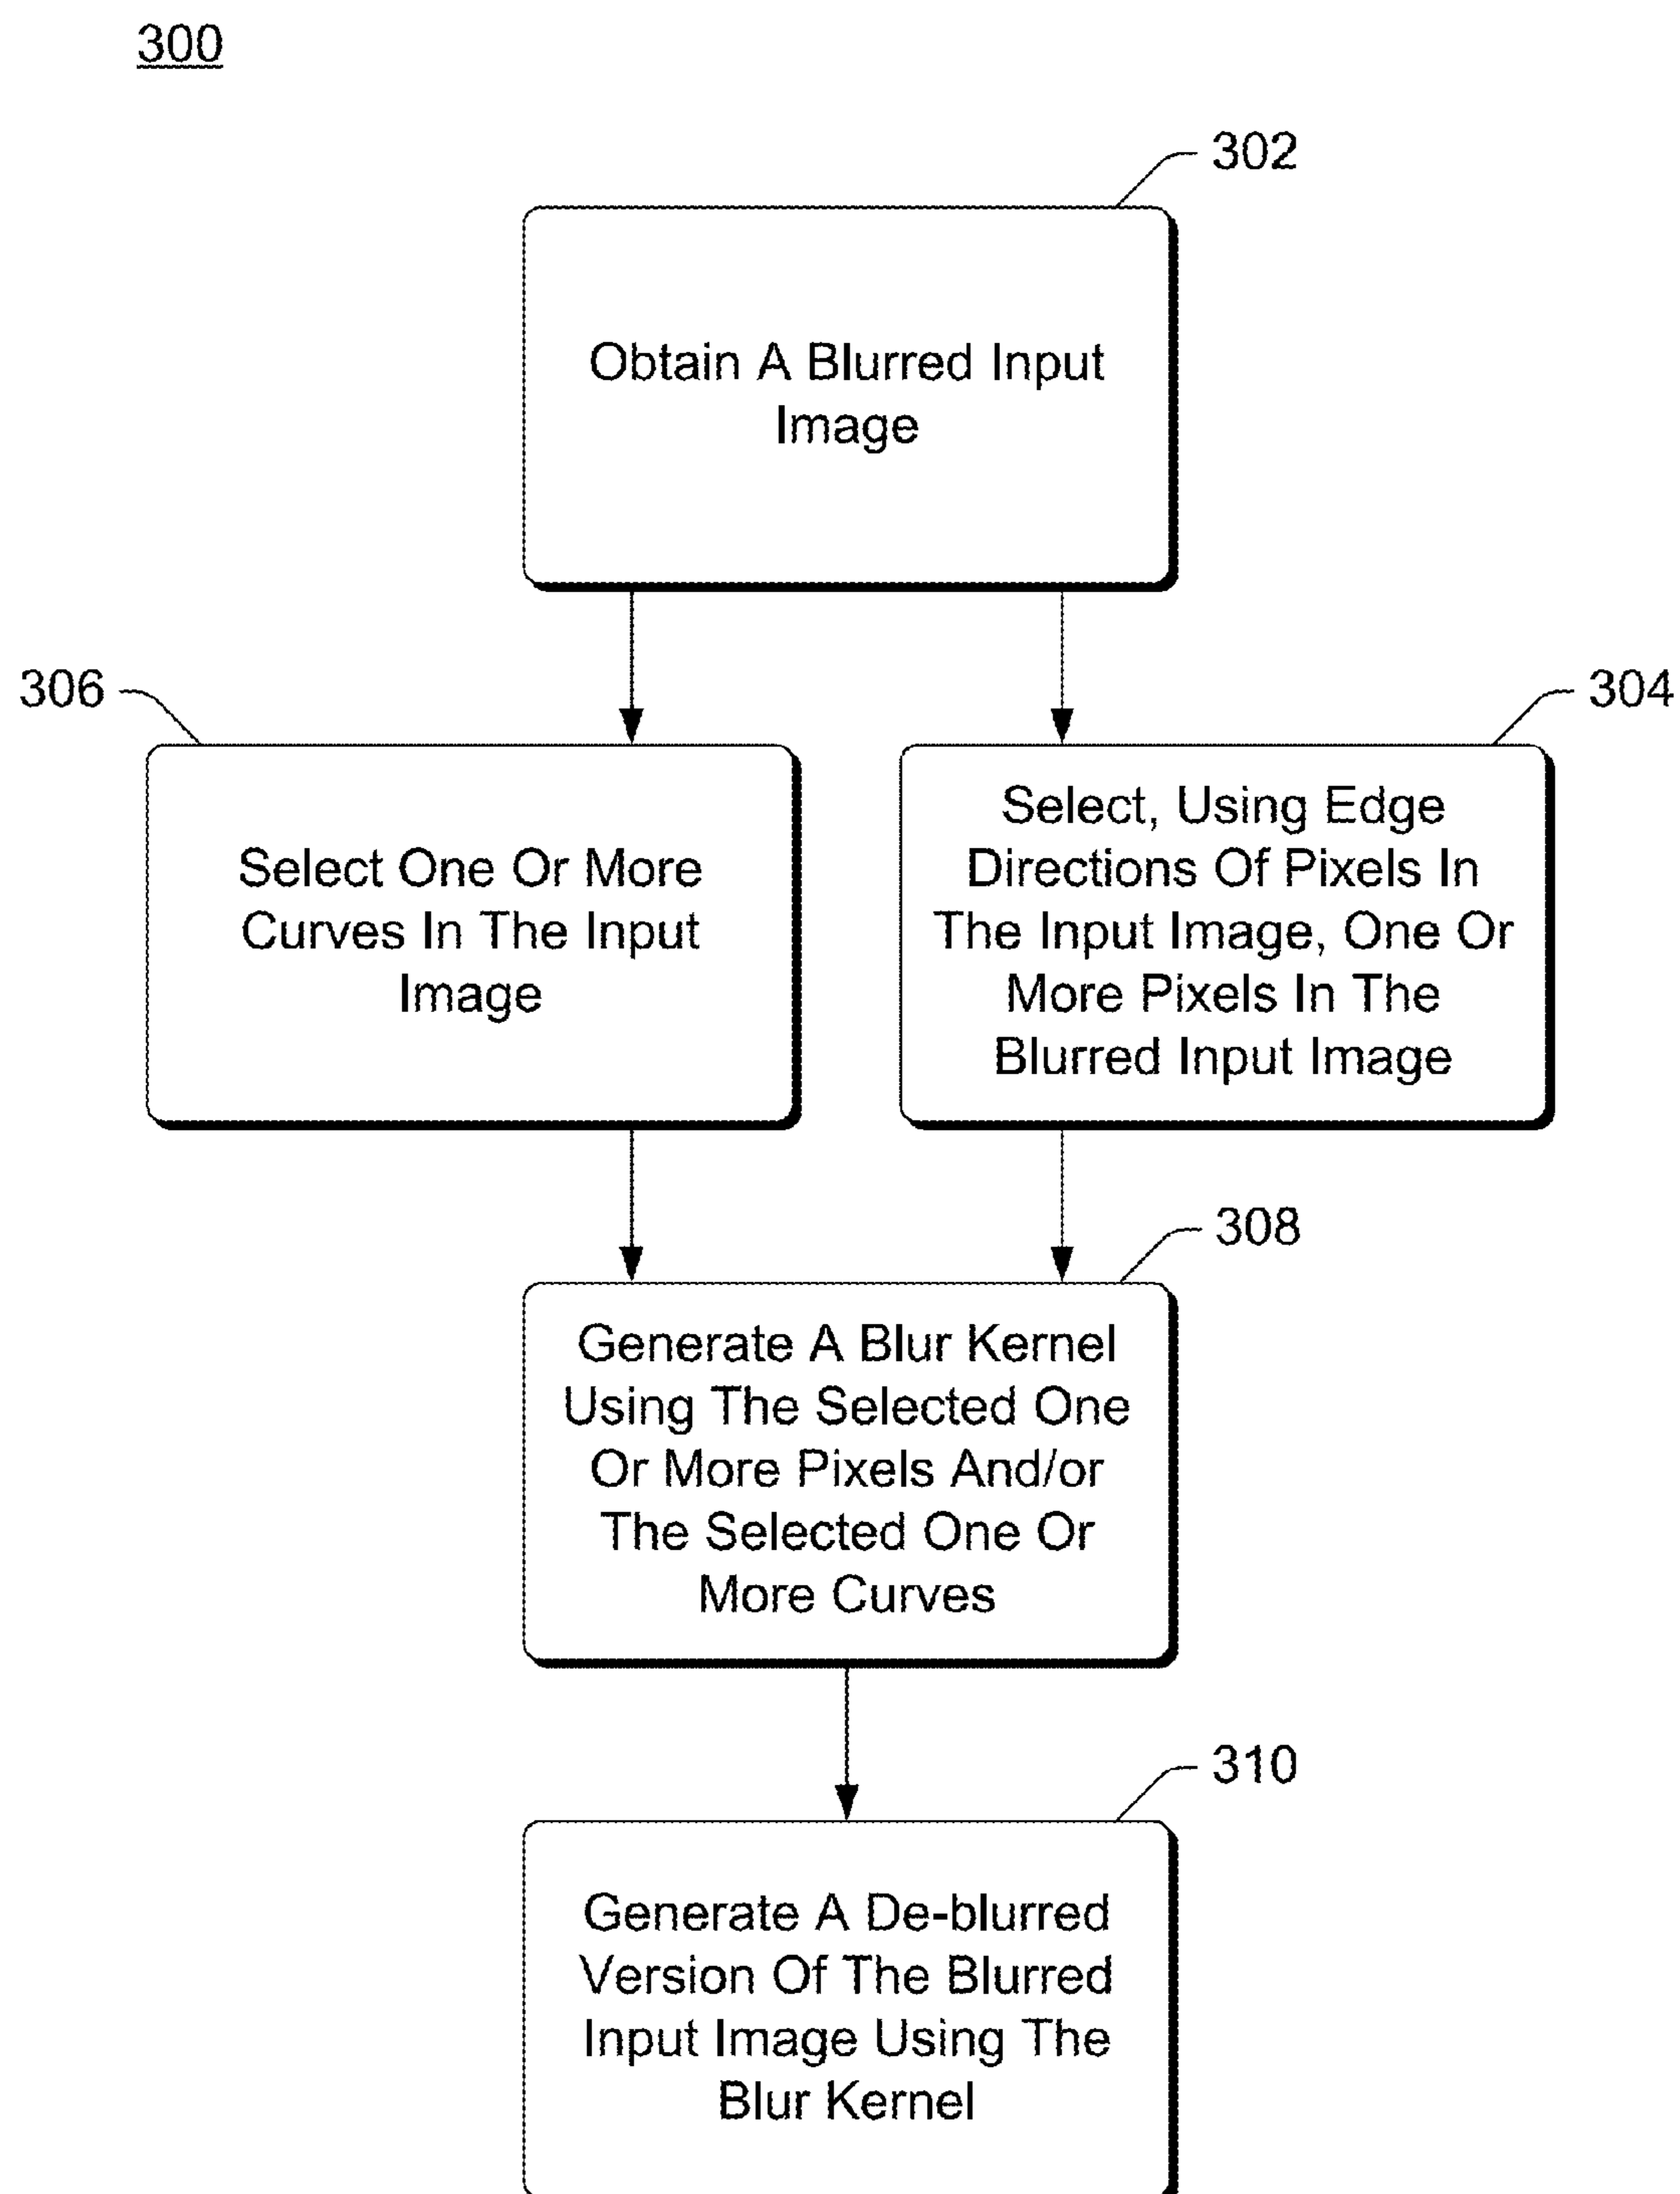 300
302
Obtain A Blurred Input
Image
306
304
Select One Or More
Curves In The Input
Image
Select, Using Edge
Directions Of Pixels In
The Input Image, One Or
More Pixels In The
Blurred Input Image
308
Generate A Blur Kernel
Using The Selected One
Or More Pixels And/or
The Selected One Or
More Curves
310
Generate A De-blurred
Version Of The Blurred
Input Image Using The
Blur Kernel